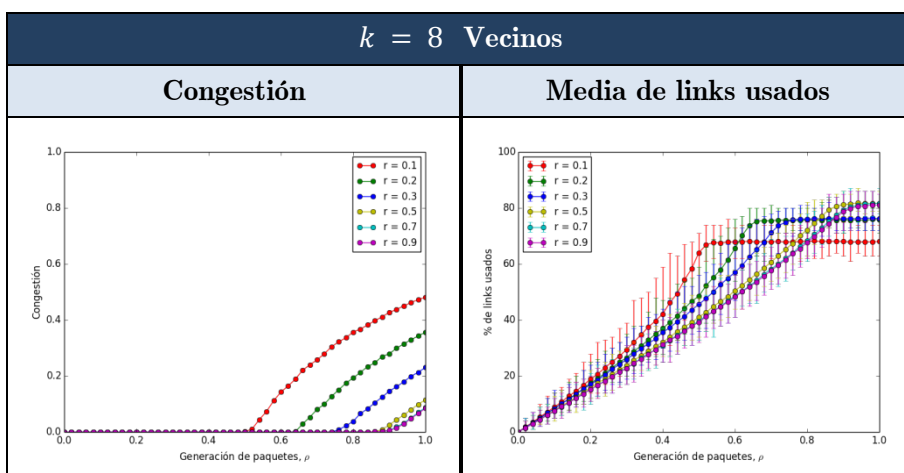 k = 8 Vecinos
Congestión
Media de links usados
1.0
0.8
0.6
0.4
0.2
0.0
0.0
0.2
0.4
0.6
0.8
1.0
Congestión
Generación de paquetes, ρ
r = 0.1
r = 0.2
r = 0.3
r = 0.5
r = 0.7
r = 0.9
100
80
60
40
20
0
0.0
0.2
0.4
0.6
0.8
1.0
% de links usados
Generación de paquetes, ρ
r = 0.1
r = 0.2
r = 0.3
r = 0.5
r = 0.7
r = 0.9